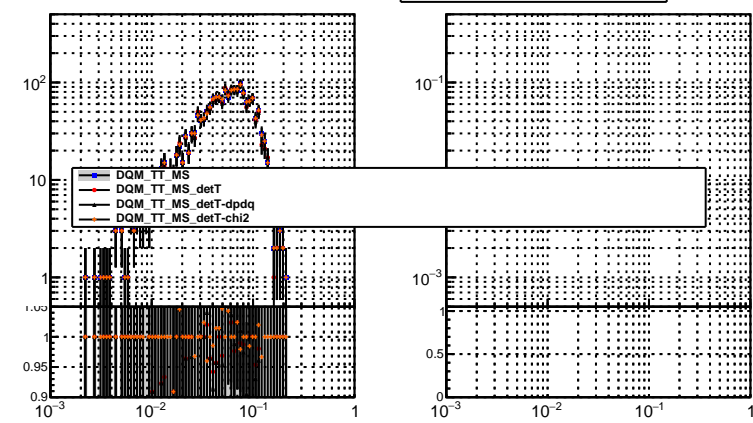 10² 10⁻¹
DQM_TT_MS
10 DQM_TT_MS_detT
DQM_TT_MS_detT-dpdq
DQM_TT_MS_detT-chi2
1 10⁻³
1.05 1
1
0.5
0.95
0.9 0
10⁻³ 10⁻² 10⁻¹ 1 10⁻³ 10⁻² 10⁻¹ 1